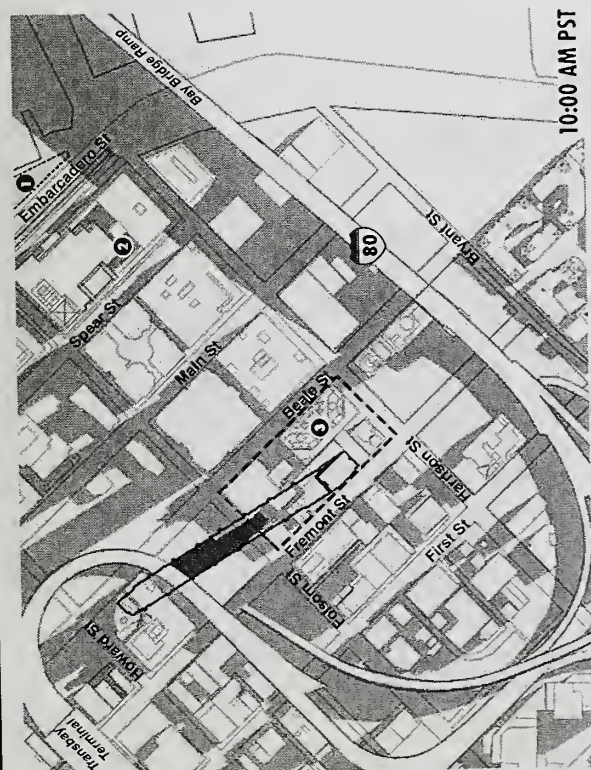 10:00 AM PST
Bay Bridge Ramp
Embarcadero St
1
2
Spear St
Main St
Beale St
3
80
Bryant St
Harrison St
Fremont St
First St
Folsom St
Howard St
Transbay
Terminal